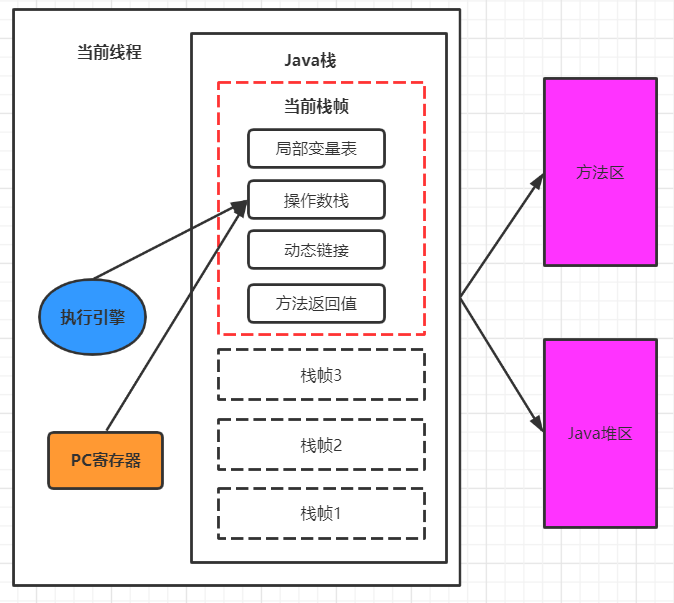 当前线程
Java栈
当前栈帧
局部变量表
操作数栈
动态链接
方法返回值
栈帧3
栈帧2
栈帧1
执行引擎
PC寄存器
方法区
Java堆区